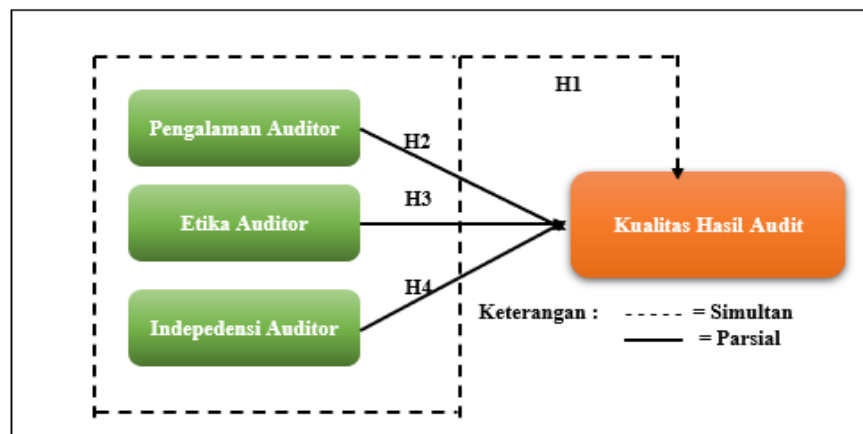 H1
Pengalaman Auditor
H2
Etika Auditor
H3
Kualitas Hasil Audit
Indepedensi Auditor
H4
Keterangan : ----- = Simultan
= Parsial